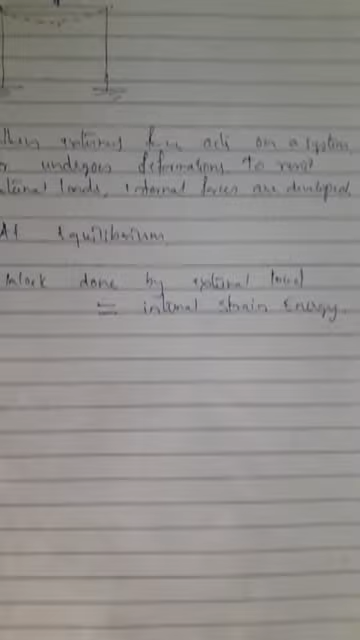 When external force acts on a system
undergoes deformations. To resist
external loads, internal forces are developed.
At Equilibrium
Work done by external load
= internal strain Energy.